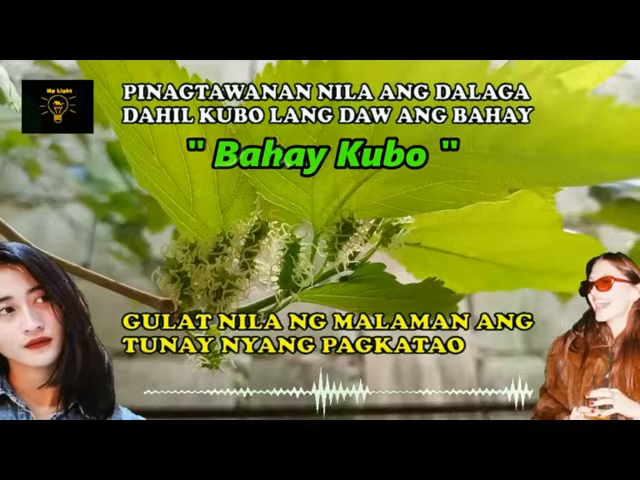 Up Light
PINAGTAWANAN NILA ANG DALAGA
DAHIL KUBO LANG DAW ANG BAHAY
" Bahay Kubo "
GULAT NILA NG MALAMAN ANG
TUNAY NYANG PAGKATAO